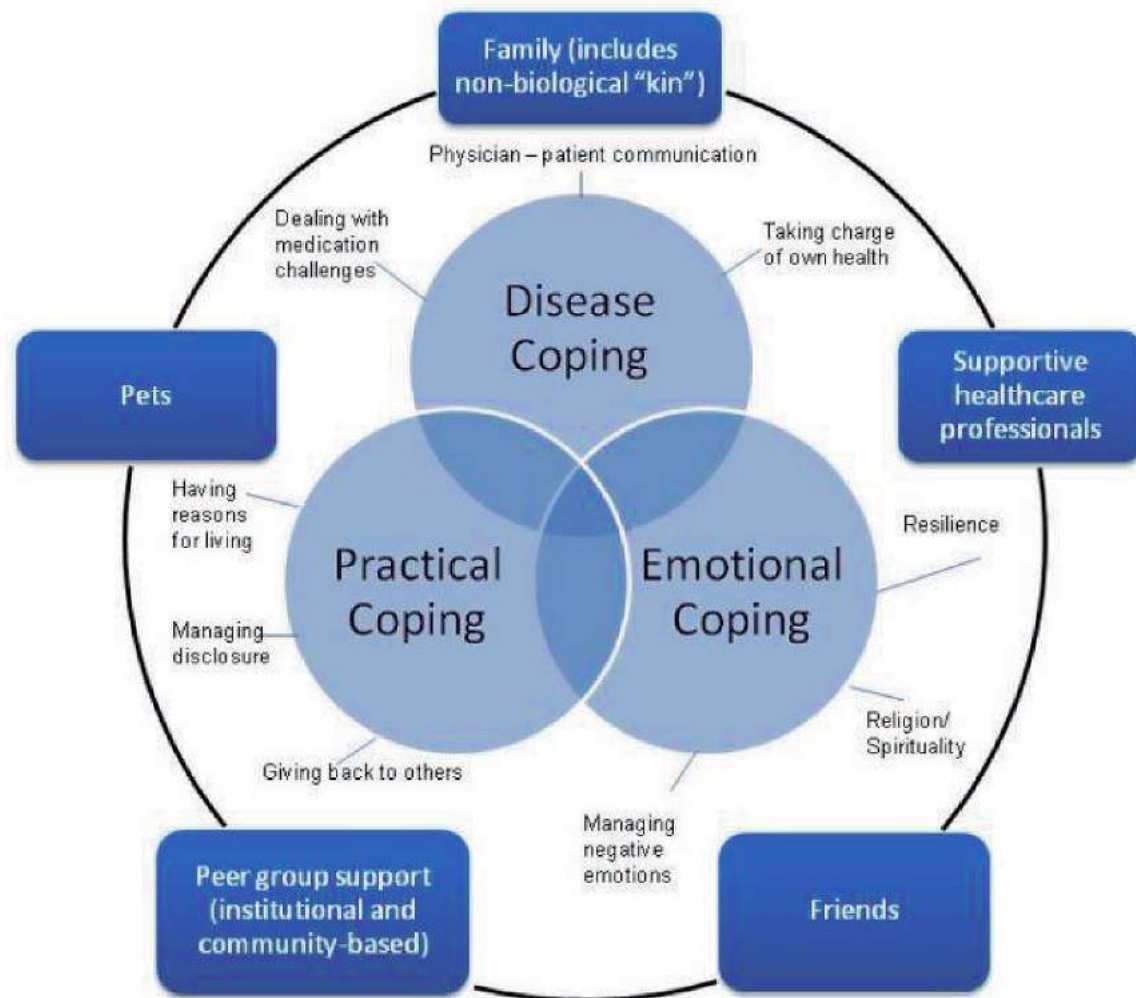 Family (includes
non-biological “kin”)
Physician – patient communication
Dealing with
medication
challenges
Taking charge
of own health
Disease
Coping
Pets
Supportive
healthcare
professionals
Having
reasons
for living
Resilience
Practical
Coping
Emotional
Coping
Managing
disclosure
Religion/
Spirituality
Giving back to others
Managing
negative
emotions
Peer group support
(institutional and
community-based)
Friends